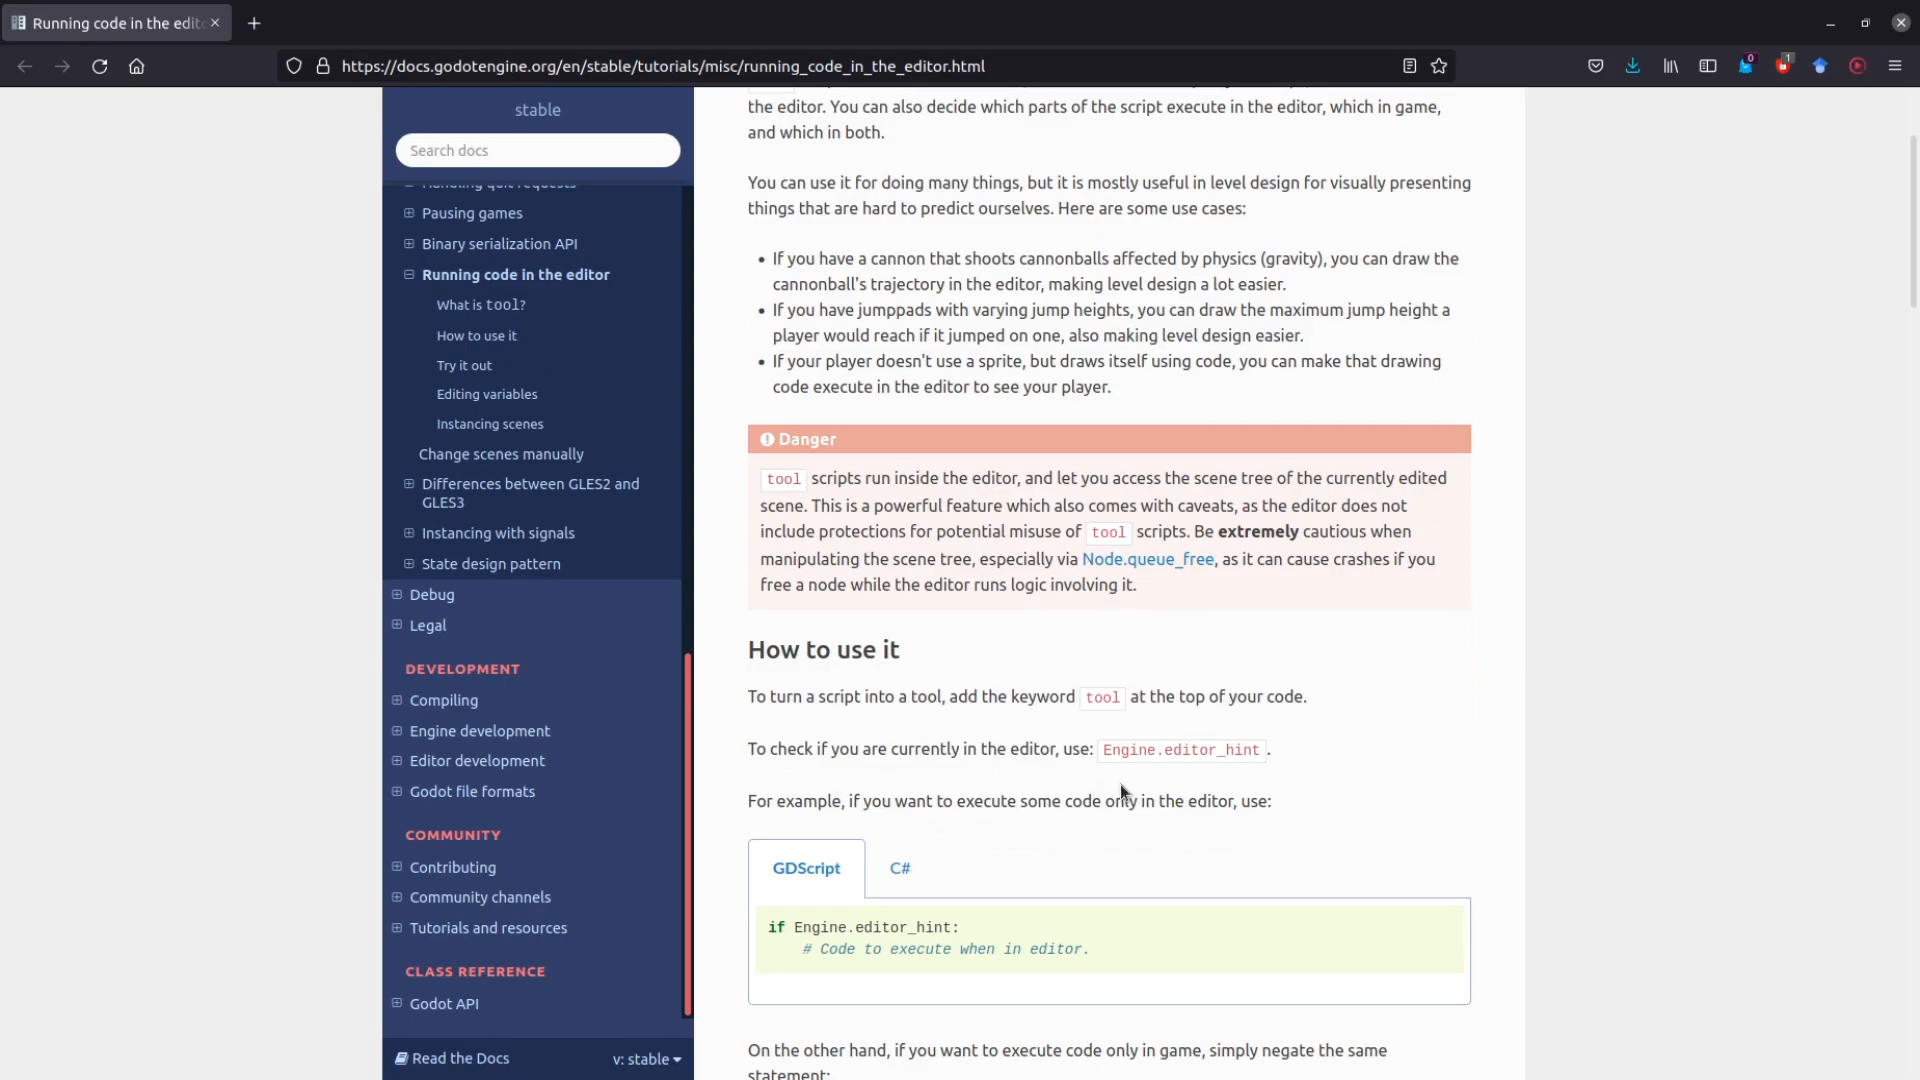 Running code in the edit
https://docs.godotengine.org/en/stable/tutorials/misc/running_code_in_the_editor.html
0
1
stable
Search docs
Handling quit requests
Pausing games
Binary serialization API
Running code in the editor
What is tool?
How to use it
Try it out
Editing variables
Instancing scenes
Change scenes manually
Differences between GLES2 and
GLES3
Instancing with signals
State design pattern
Debug
Legal
DEVELOPMENT
Compiling
Engine development
Editor development
Godot file formats
COMMUNITY
Contributing
Community channels
Tutorials and resources
CLASS REFERENCE
Godot API
Read the Docs
v: stable
the editor. You can also decide which parts of the script execute in the editor, which in game,
and which in both.
You can use it for doing many things, but it is mostly useful in level design for visually presenting
things that are hard to predict ourselves. Here are some use cases:
• If you have a cannon that shoots cannonballs affected by physics (gravity), you can draw the
cannonball's trajectory in the editor, making level design a lot easier.
• If you have jumppads with varying jump heights, you can draw the maximum jump height a
player would reach if it jumped on one, also making level design easier.
• If your player doesn't use a sprite, but draws itself using code, you can make that drawing
code execute in the editor to see your player.
Danger
tool scripts run inside the editor, and let you access the scene tree of the currently edited
scene. This is a powerful feature which also comes with caveats, as the editor does not
include protections for potential misuse of tool scripts. Be extremely cautious when
manipulating the scene tree, especially via Node.queue_free, as it can cause crashes if you
free a node while the editor runs logic involving it.
How to use it
To turn a script into a tool, add the keyword tool at the top of your code.
To check if you are currently in the editor, use: Engine.editor_hint.
For example, if you want to execute some code only in the editor, use:
GDScript C#
if Engine.editor_hint:
# Code to execute when in editor.
On the other hand, if you want to execute code only in game, simply negate the same
statement: